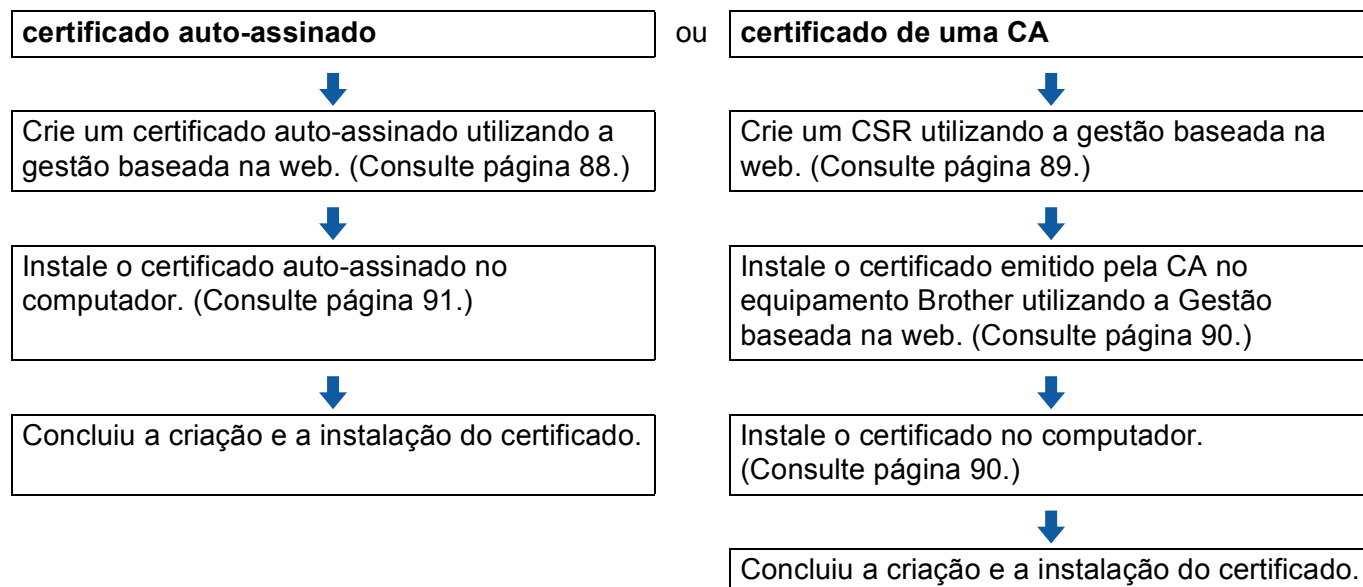 certificado auto-assinado
ou
certificado de uma CA
Crie um certificado auto-assinado utilizando a
gestão baseada na web. (Consulte página 88.)
Crie um CSR utilizando a gestão baseada na
web. (Consulte página 89.)
Instale o certificado auto-assinado no
computador. (Consulte página 91.)
Instale o certificado emitido pela CA no
equipamento Brother utilizando a Gestão
baseada na web. (Consulte página 90.)
Concluiu a criação e a instalação do certificado.
Instale o certificado no computador.
(Consulte página 90.)
Concluiu a criação e a instalação do certificado.